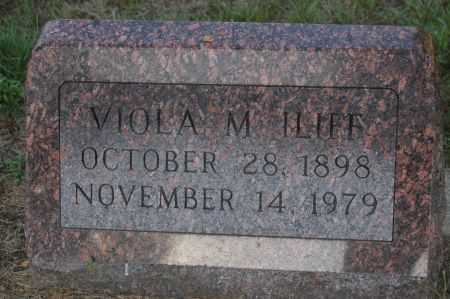 VIOLA M ILIFF
OCTOBER 28, 1898
NOVEMBER 14, 1979